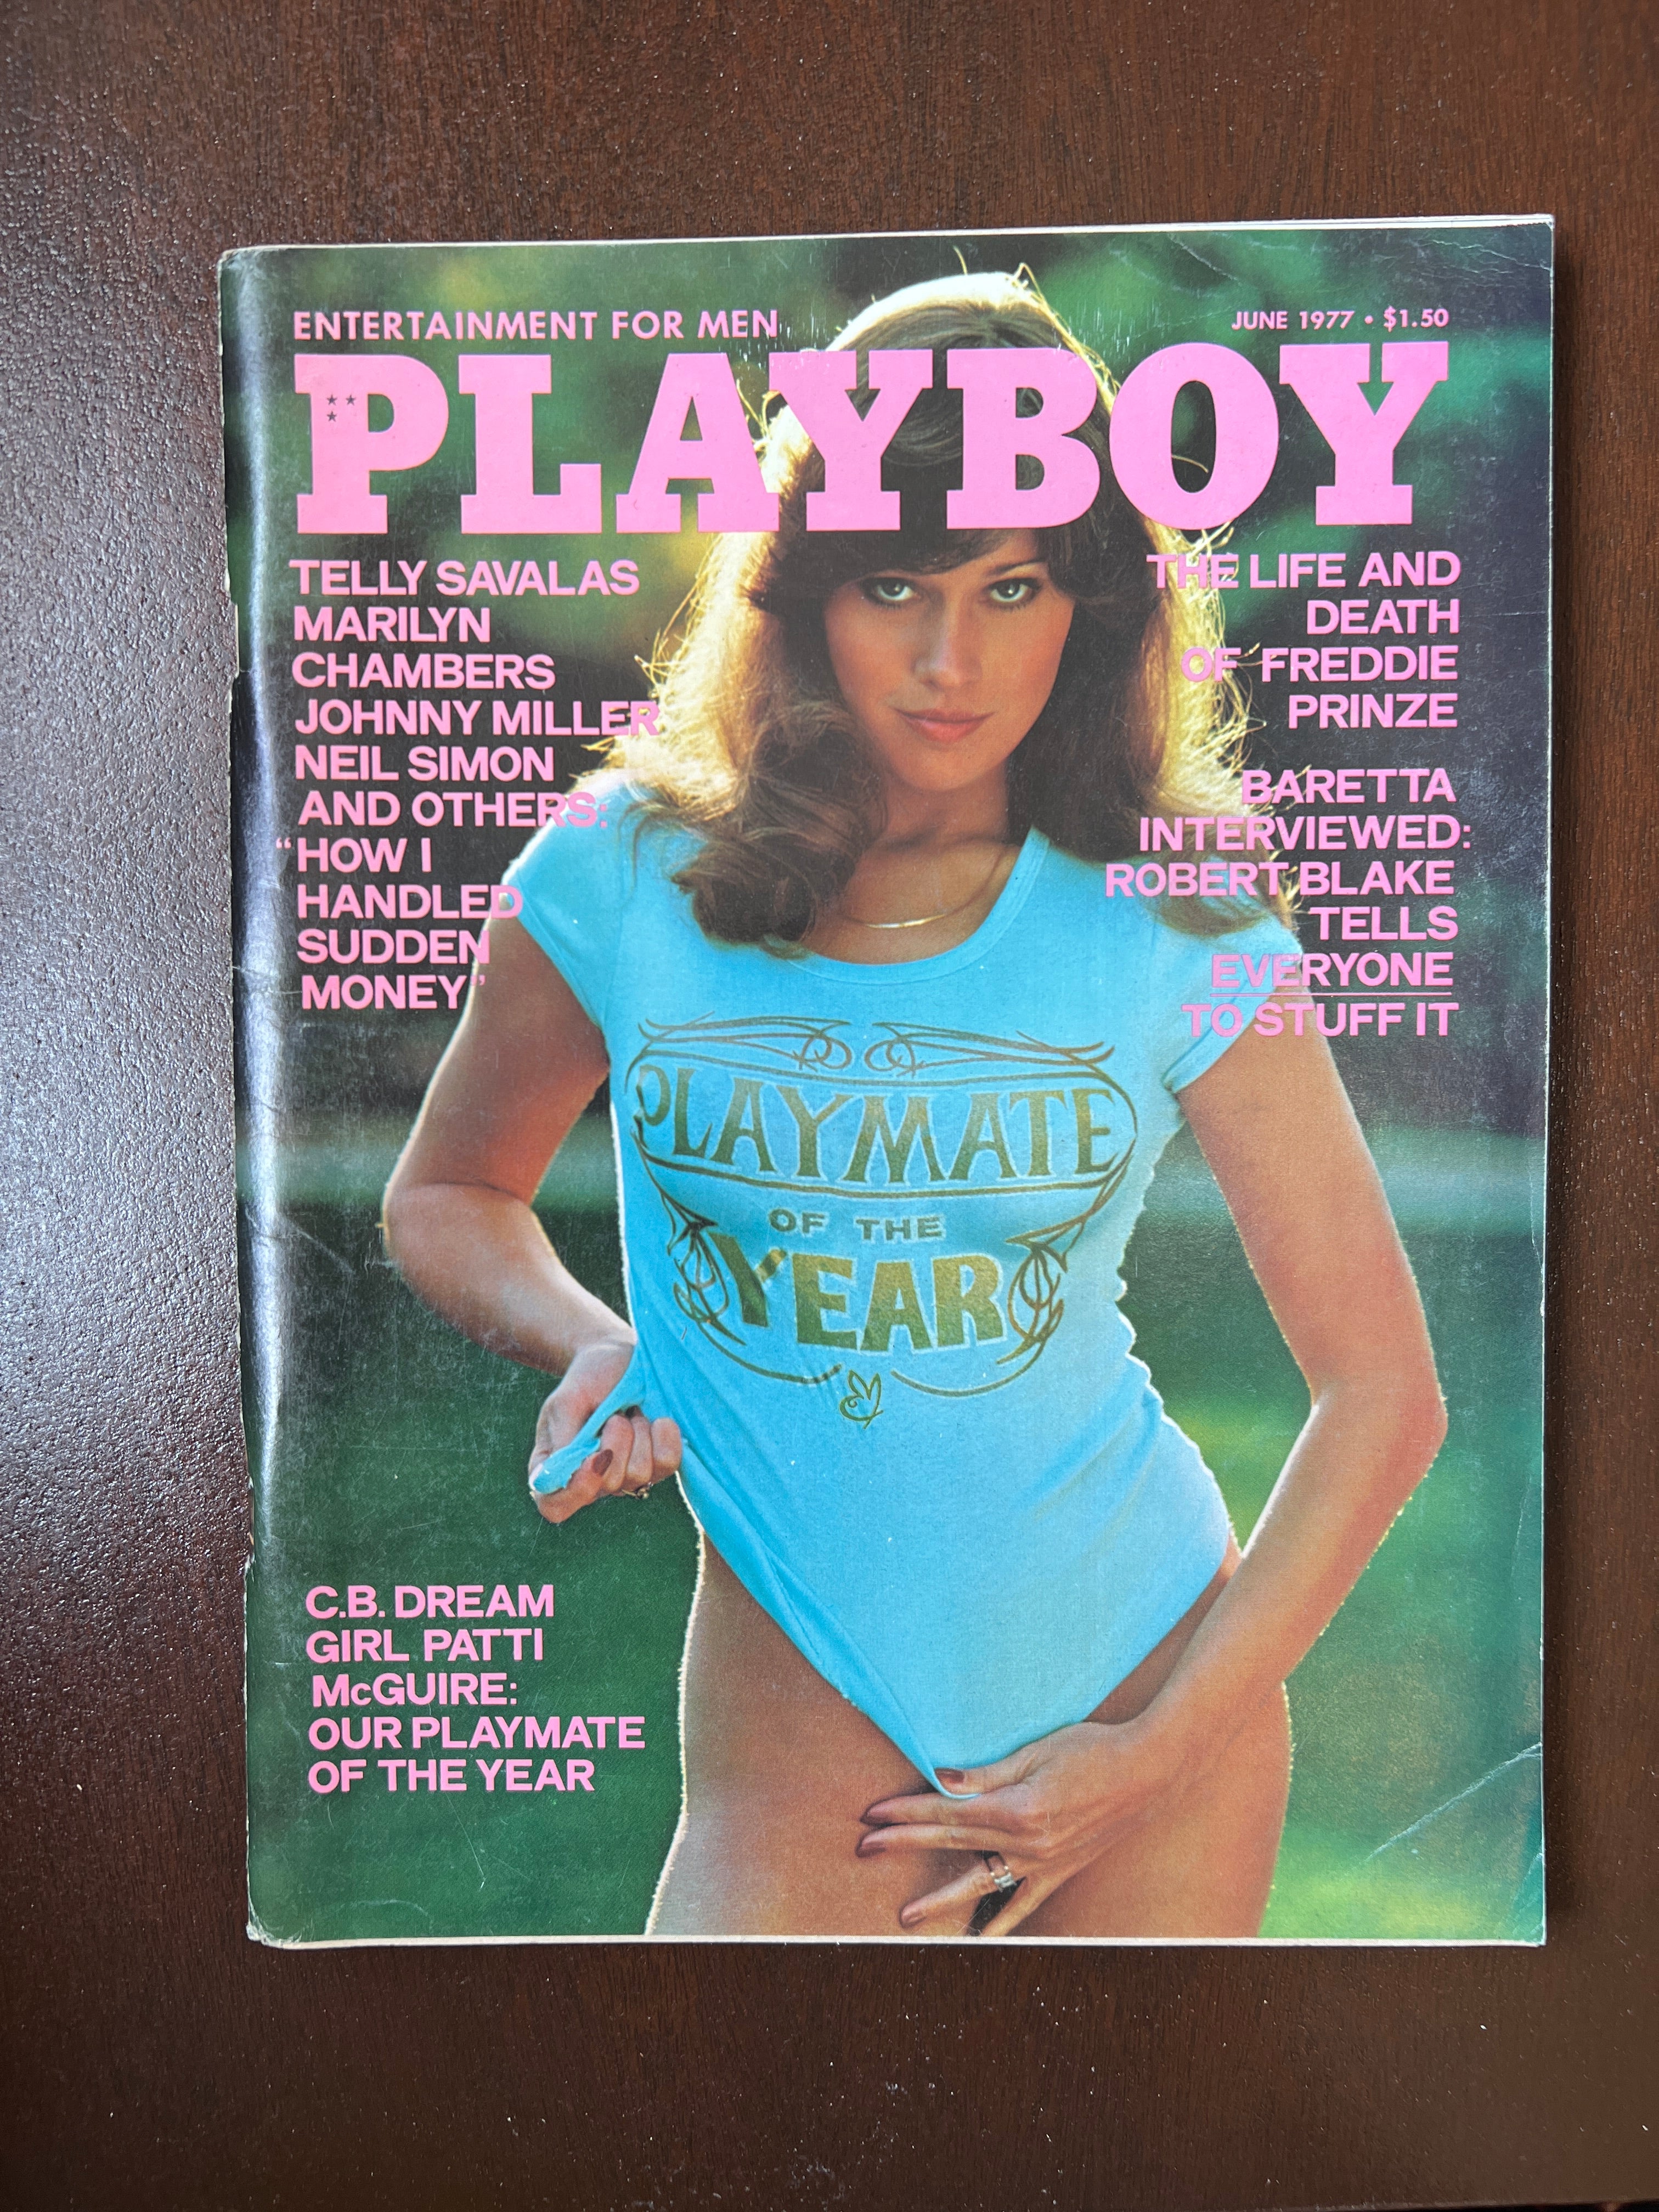 ENTERTAINMENT FOR MEN
JUNE 1977 • $1.50
PLAYBOY
TELLY SAVALAS
MARILYN
CHAMBERS
JOHNNY MILLER
NEIL SIMON
AND OTHERS:
"HOW I
HANDLED
SUDDEN
MONEY"
THE LIFE AND
DEATH
OF FREDDIE
PRINZE
BARETTA
INTERVIEWED:
ROBERT BLAKE
TELLS
EVERYONE
TO STUFF IT
PLAYMATE
OF THE
YEAR
C.B. DREAM
GIRL PATTI
McGUIRE:
OUR PLAYMATE
OF THE YEAR